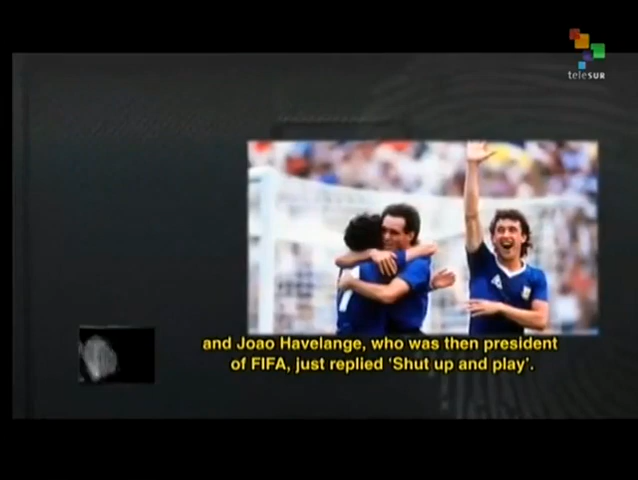 teleSUR
and Joao Havelange, who was then president
of FIFA, just replied ‘Shut up and play’.